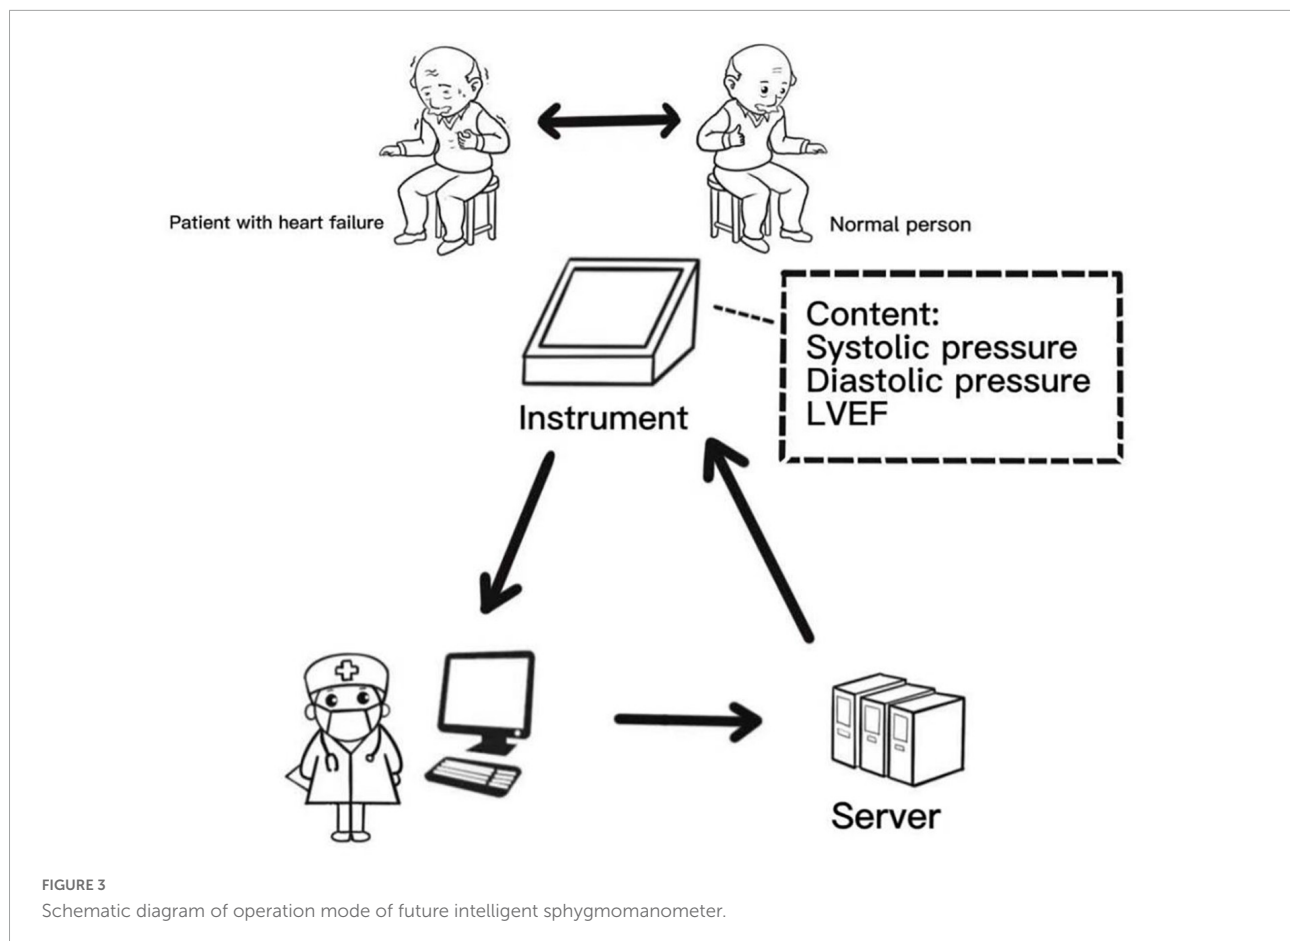 Patient with heart failure
Normal person
Content:
Systolic pressure
Diastolic pressure
LVEF
Instrument
Server
FIGURE 3
Schematic diagram of operation mode of future intelligent sphygmomanometer.